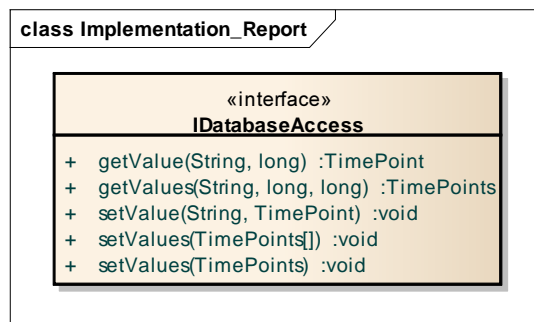 class Implementation_Report
«interface»
IDatabaseAccess
+ getValue(String, long) :TimePoint
+ getValues(String, long, long) :TimePoints
+ setValue(String, TimePoint) :void
+ setValues(TimePoints[]) :void
+ setValues(TimePoints) :void